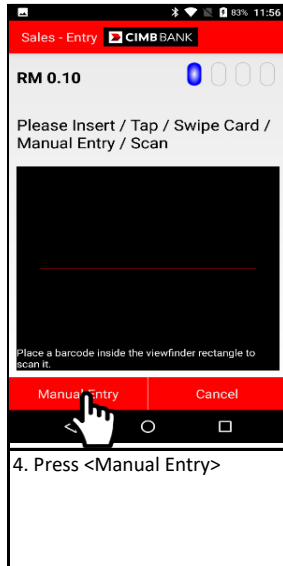 83% 11:56
Sales - Entry CIMB BANK
RM 0.10
Please Insert / Tap / Swipe Card /
Manual Entry / Scan
Place a barcode inside the viewfinder rectangle to
scan it.
Manual Entry Cancel
4. Press <Manual Entry>